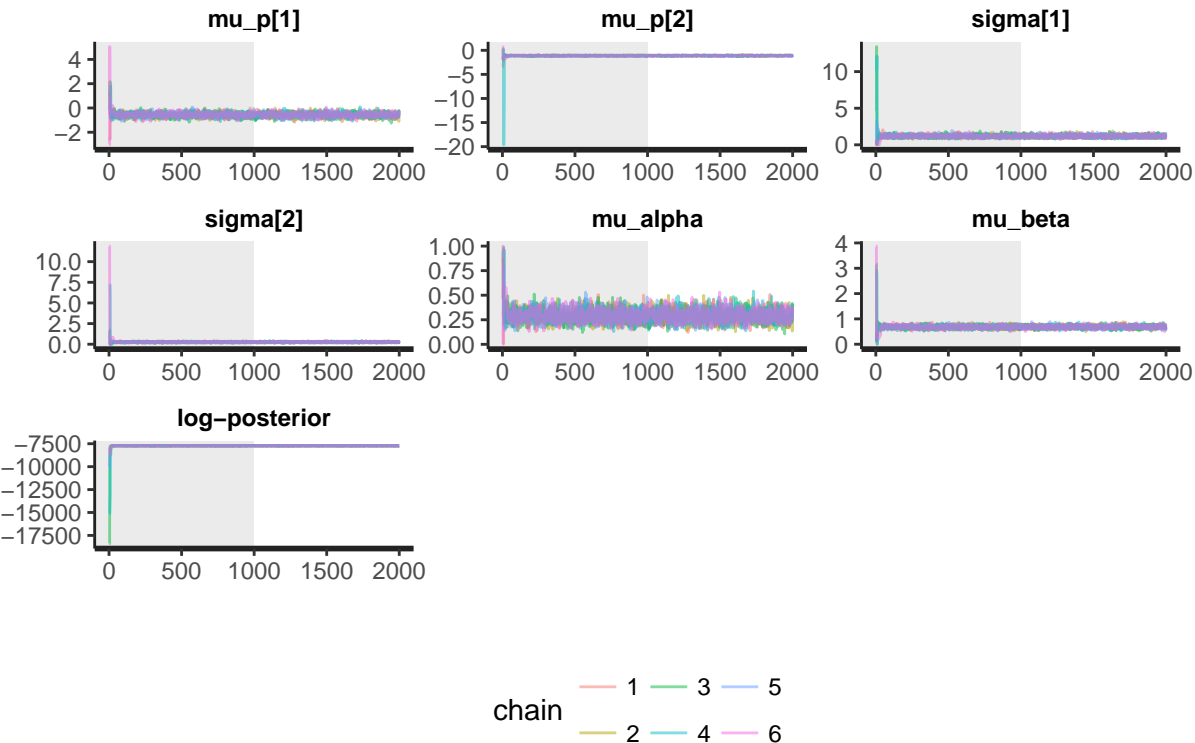 mu_p[1] mu_p[2] sigma[1]
4 2 0 −2
0 500 1000 1500 2000
0 −5 −10 −15 −20
0 500 1000 1500 2000
10 5 0
0 500 1000 1500 2000
sigma[2] mu_alpha mu_beta
10.0 7.5 5.0 2.5 0.0
0 500 1000 1500 2000
1.00 0.75 0.50 0.25 0.00
0 500 1000 1500 2000
4 3 2 1 0
0 500 1000 1500 2000
log−posterior
−7500
−10000
−12500
−15000
−17500
0 500 1000 1500 2000
chain
1 3 5
2 4 6